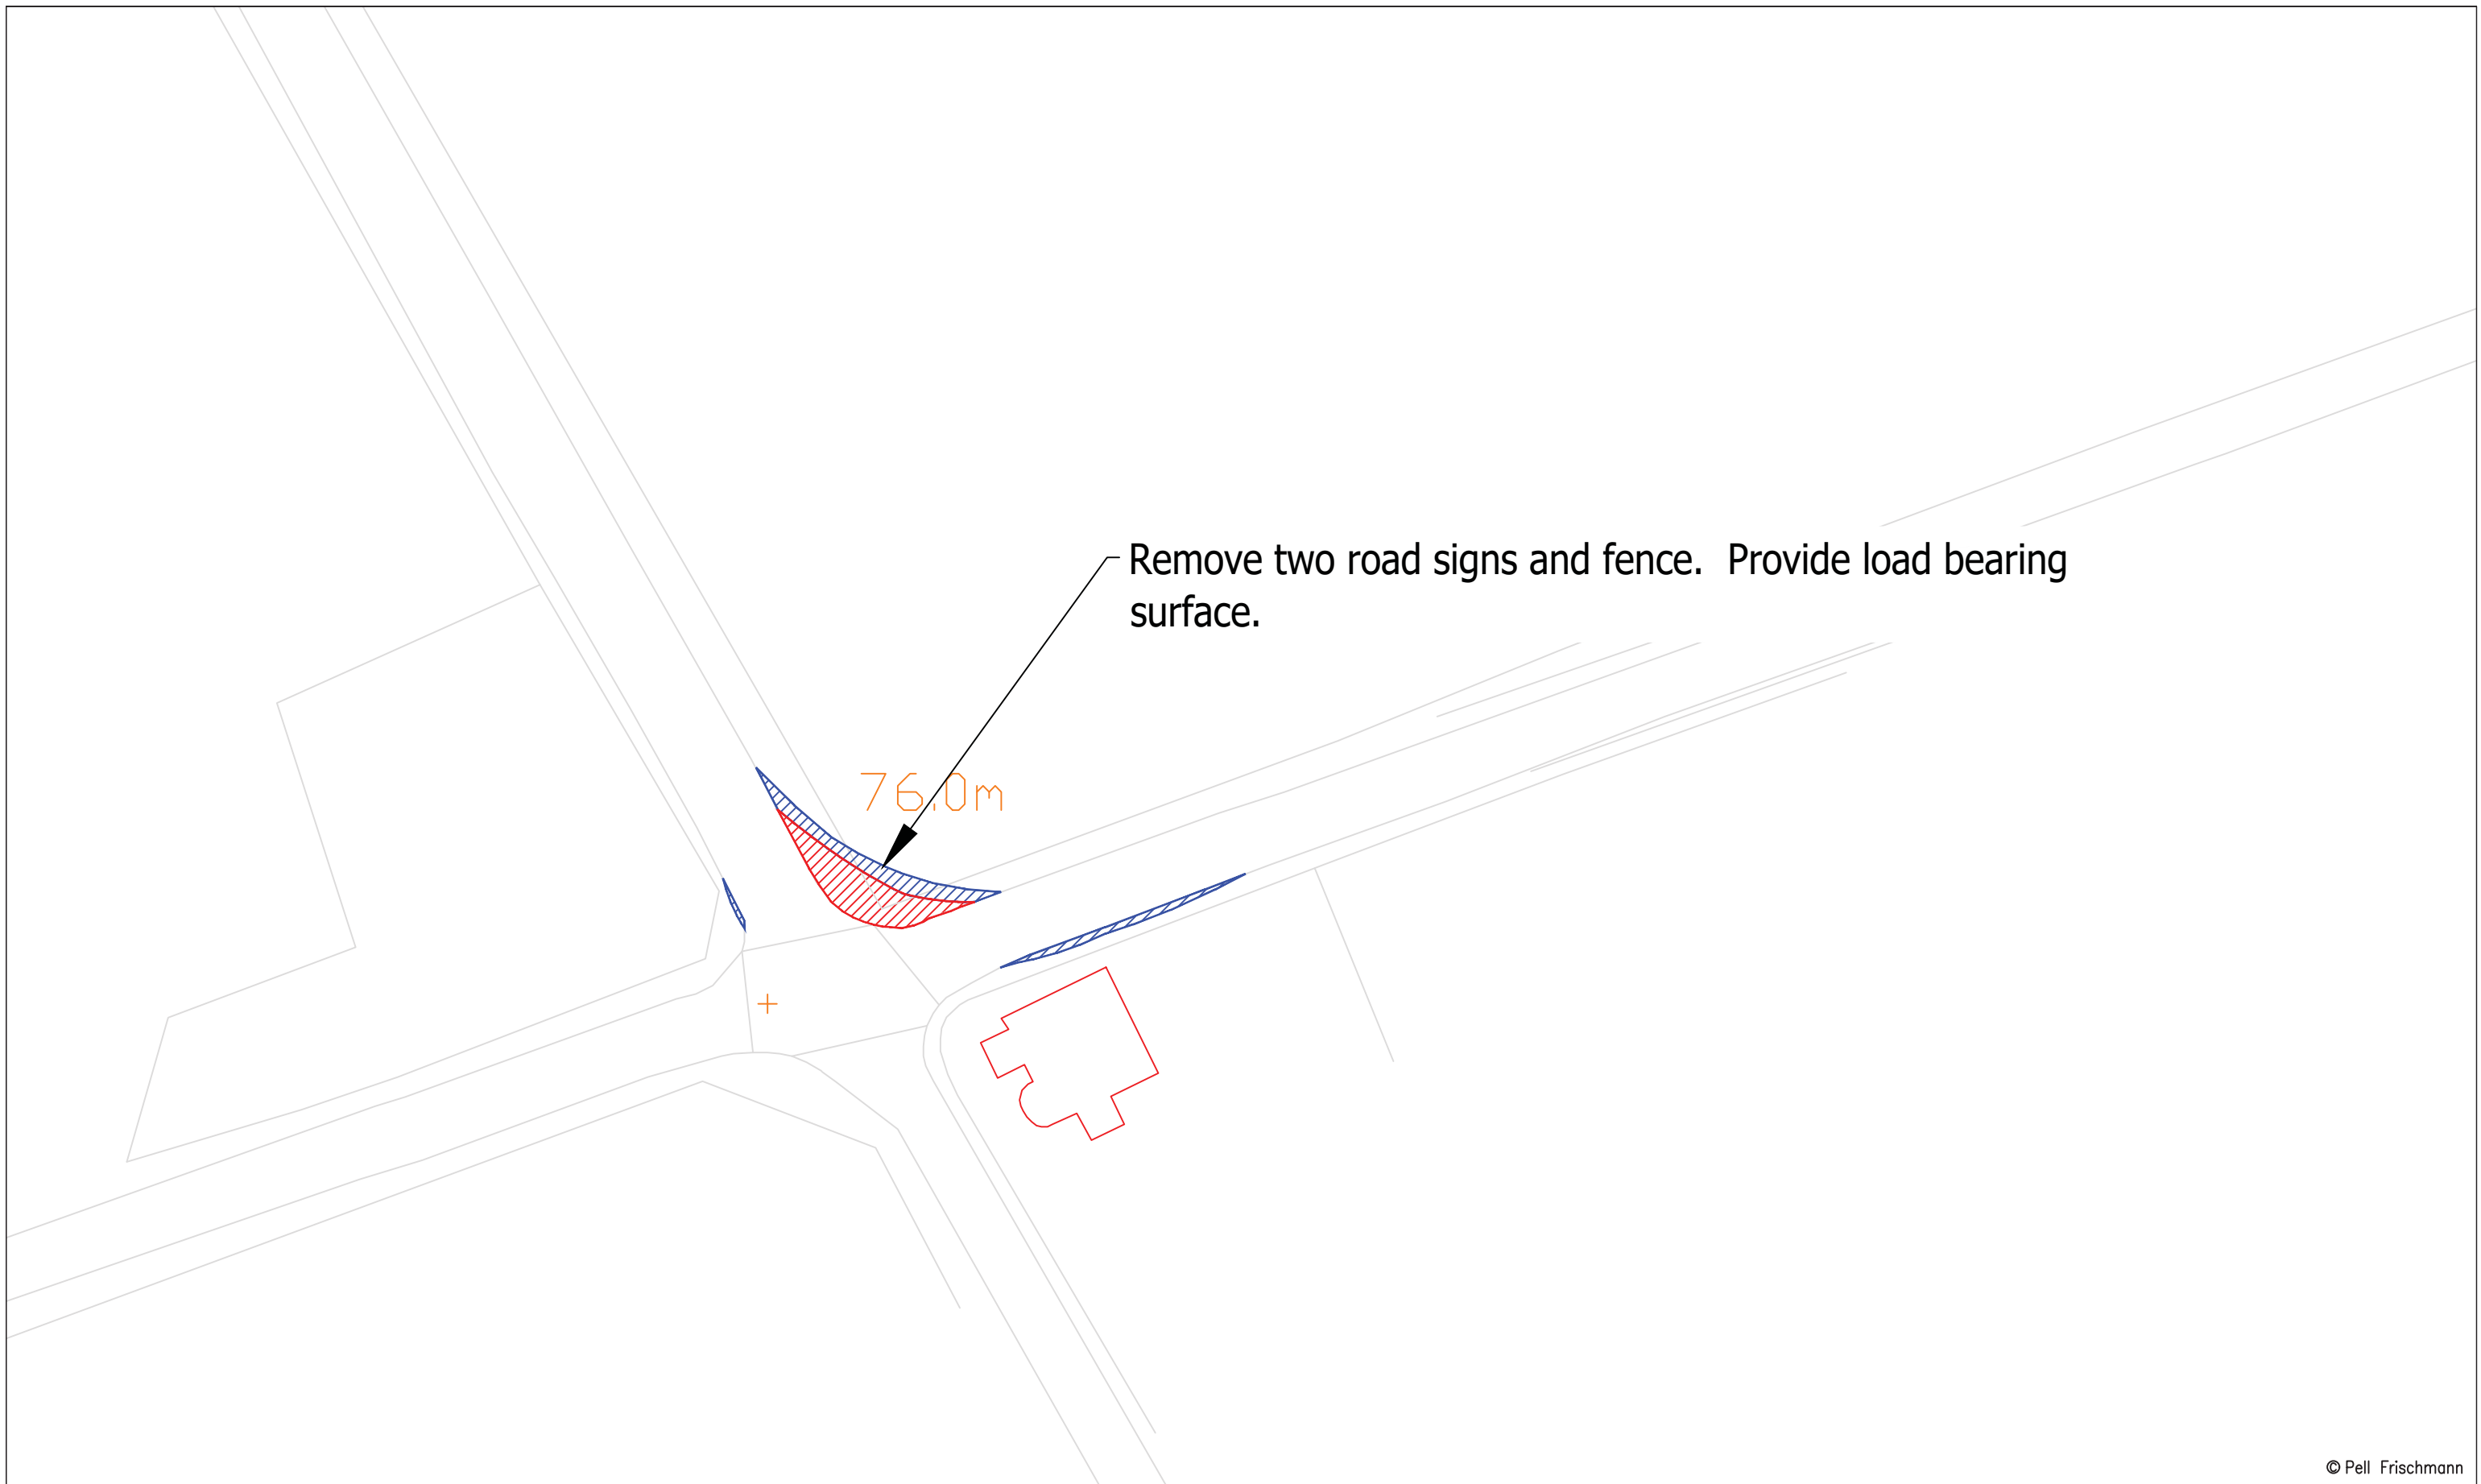 Remove two road signs and fence.  Provide load bearing
surface.
76.0m
© Pell Frischmann